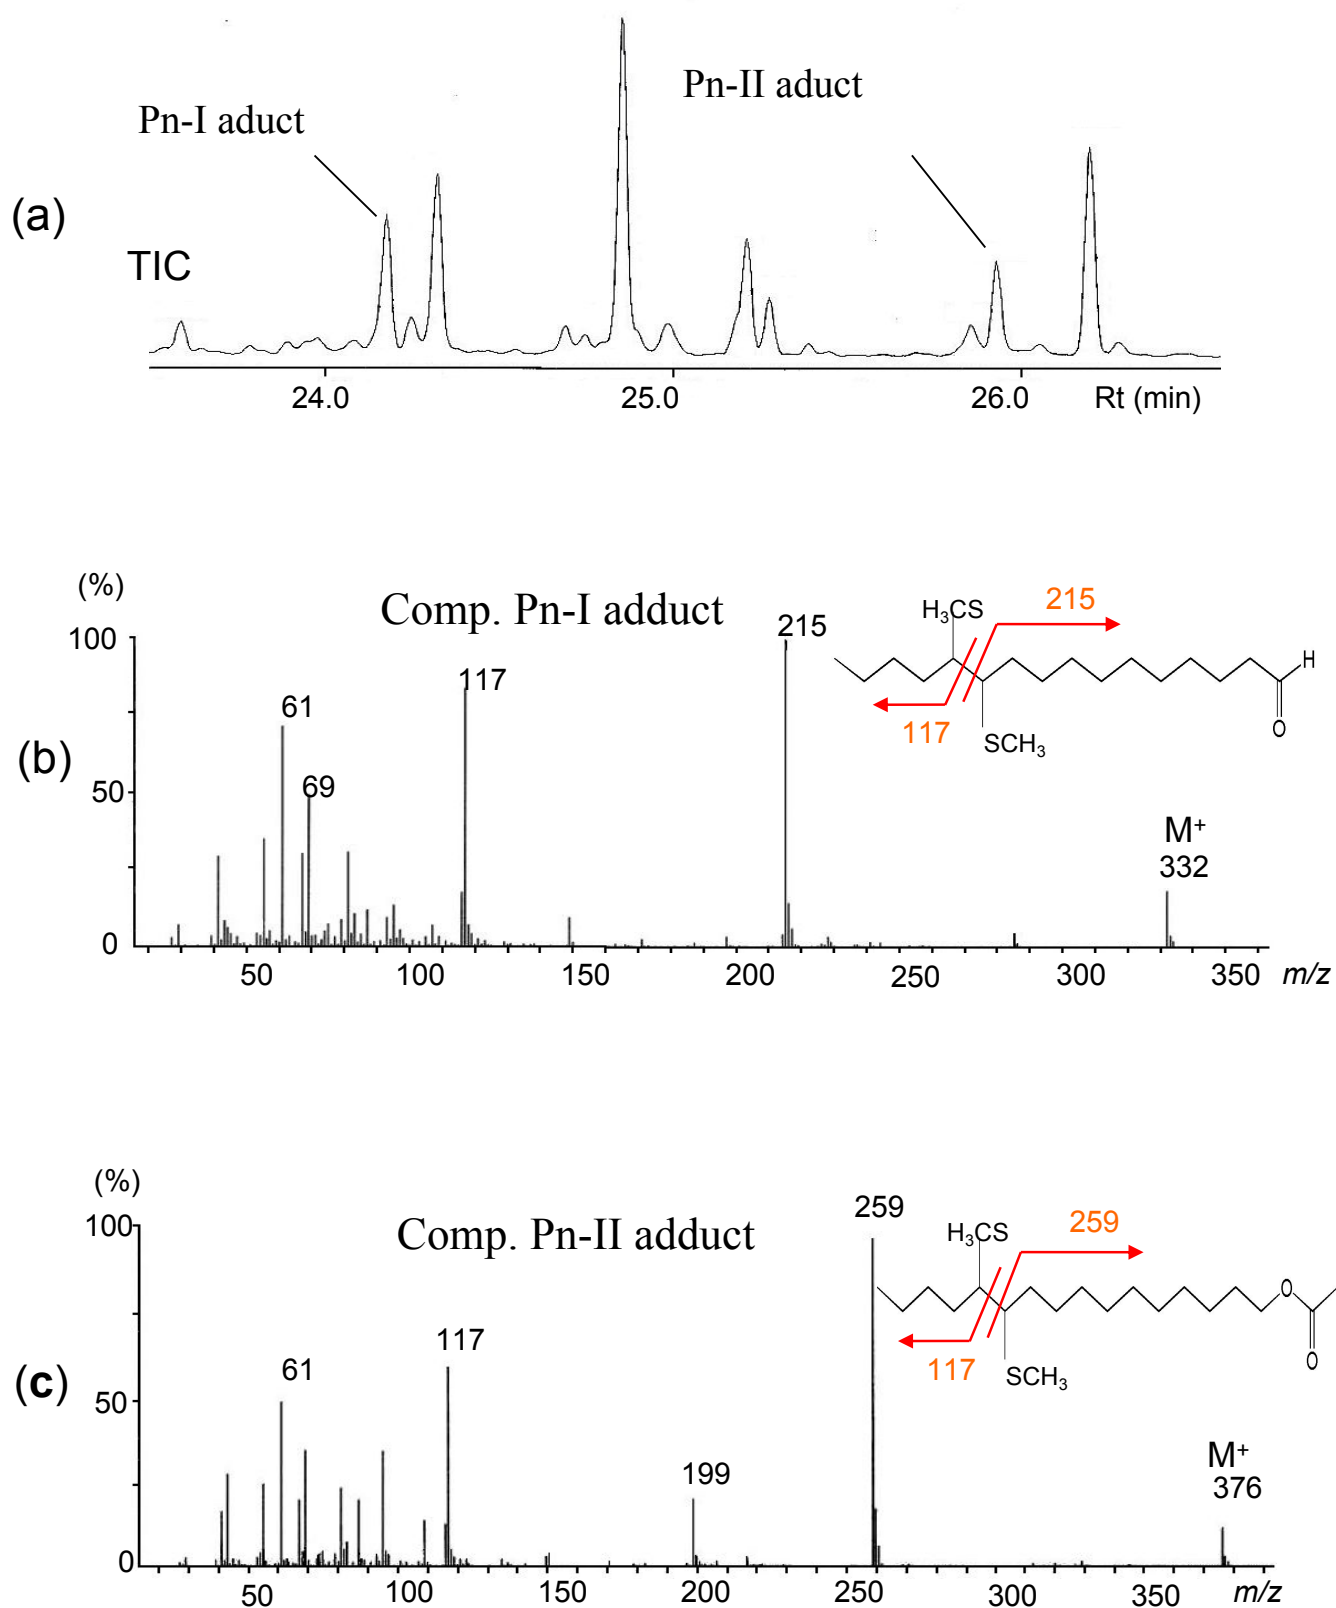 Pn-I aduct
Pn-II aduct
(a)
TIC
24.0 25.0 26.0 Rt (min)
(%)
Comp. Pn-I adduct
100
50
0
215
117
61
69
M+
332
H3CS
215
117
SCH3
H
O
(b)
50 100 150 200 250 300 350 m/z
(%)
Comp. Pn-II adduct
100
50
0
259
117
61
199
M+
376
H3CS
259
117
SCH3
O
O
(c)
50 100 150 200 250 300 350 m/z